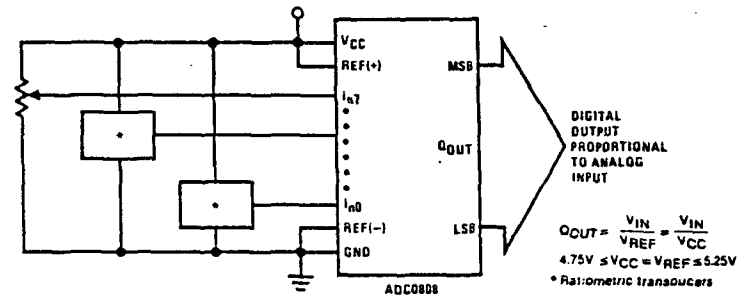 VCC
REF(+)
in7
*
*
in0
REF(−)
GND
MSB
QOUT
LSB
ADC0808
DIGITAL
OUTPUT
PROPORTIONAL
TO ANALOG
INPUT
QOUT = VIN/VREF = VIN/VCC
4.75V ≤ VCC = VREF ≤ 5.25V
* Ratiometric transducers